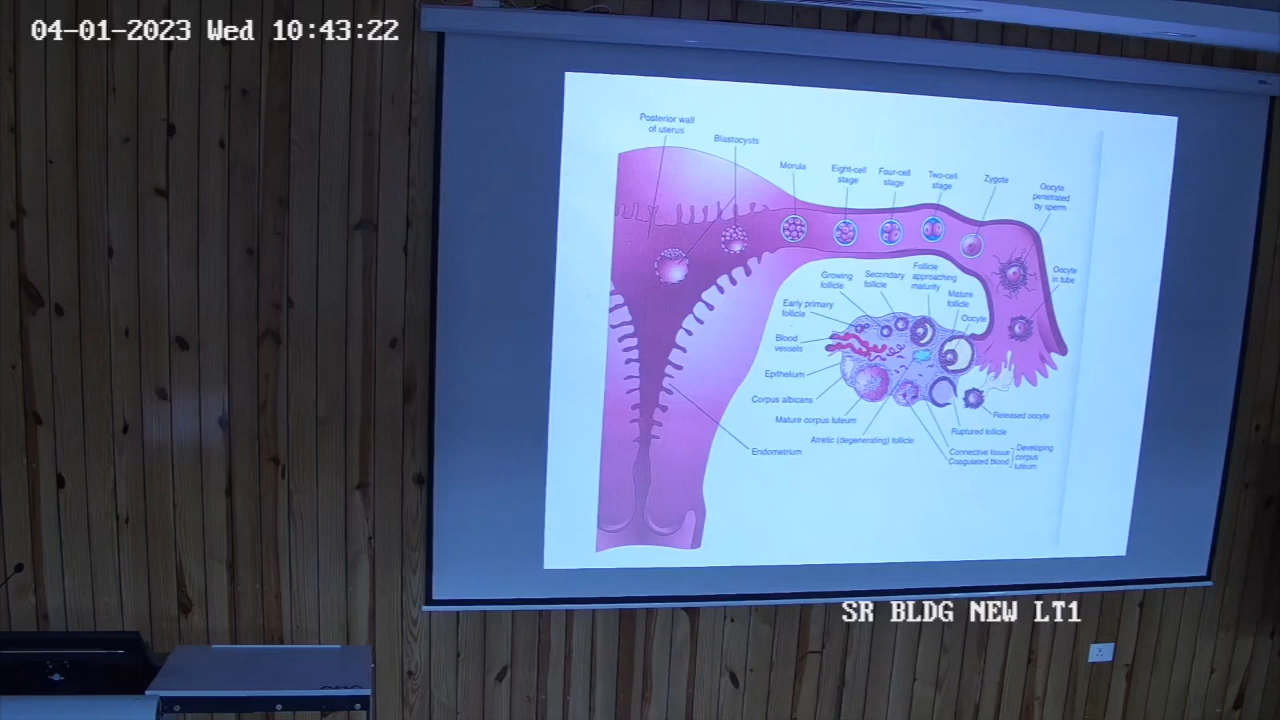 04-01-2023 Wed 10:43:22
Posterior wall
of uterus
Blastocysts
Morula
Eight-cell
stage
Four-cell
stage
Two-cell
stage
Zygote
Oocyte
penetrated
by sperm
Oocyte
in tube
Growing
follicle
Secondary
follicle
Follicle
approaching
maturity
Mature
follicle
Oocyte
Early primary
follicle
Blood
vessels
Epithelium
Corpus albicans
Mature corpus luteum
Atretic (degenerating) follicle
Endometrium
Released oocyte
Ruptured follicle
Connective tissue
Coagulated blood
Developing
corpus
luteum
SR BLDG NEW LT1